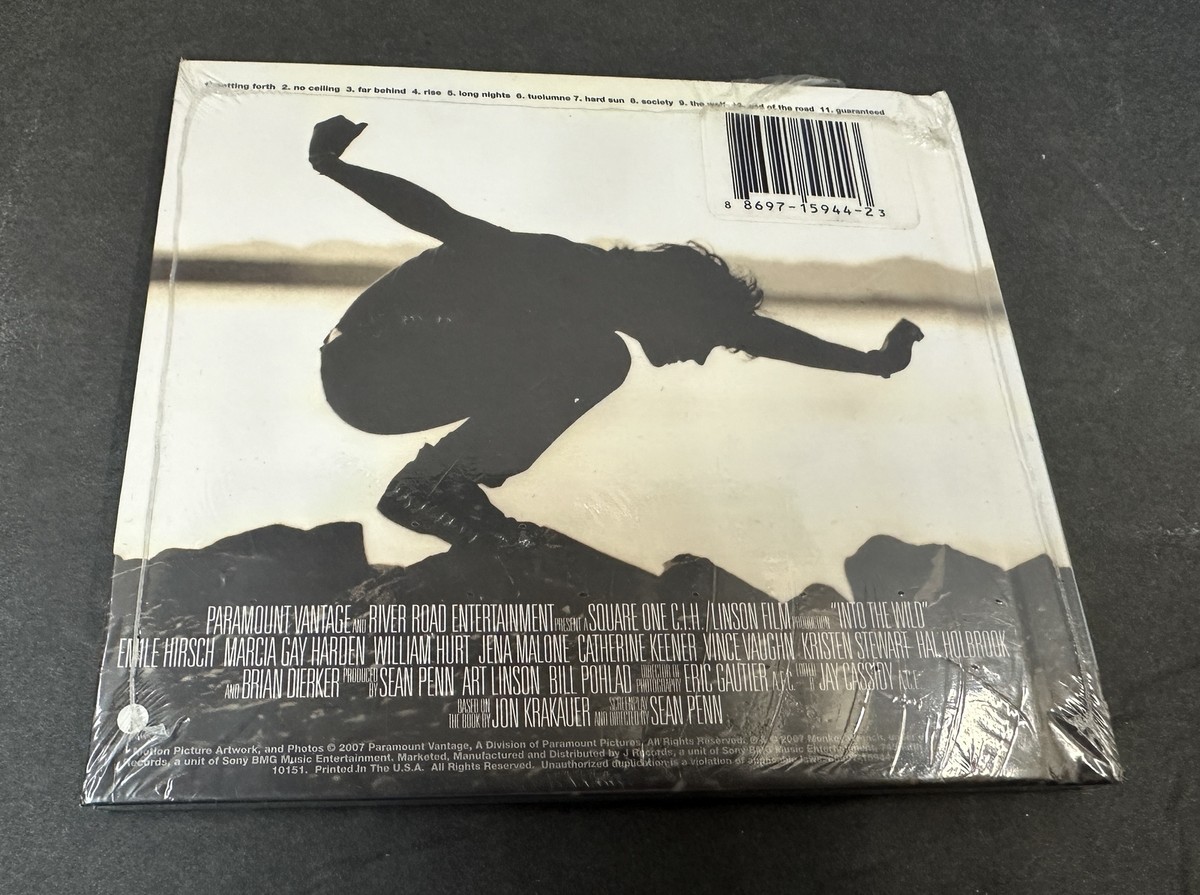 setting forth 2. no ceiling 3. far behind 4. rise 5. long nights 6. tuolumne 7. hard sun 8. society 9. the wolf 10. end of the road 11. guaranteed
8 8697-15944-2 3
PARAMOUNT VANTAGE AND RIVER ROAD ENTERTAINMENT PRESENT A SQUARE ONE C.I.H./LINSON FILM PRODUCTION "INTO THE WILD"
EMILE HIRSCH MARCIA GAY HARDEN WILLIAM HURT JENA MALONE CATHERINE KEENER VINCE VAUGHN KRISTEN STEWART HAL HOLBROOK
AND BRIAN DIERKER PRODUCED BY SEAN PENN ART LINSON BILL POHLAD DIRECTOR OF PHOTOGRAPHY ERIC GAUTIER A.F.C. JAY CASSIDY A.C.E.
BASED ON THE BOOK BY JON KRAKAUER SCREENPLAY AND DIRECTED BY SEAN PENN
Motion Picture Artwork, and Photos © 2007 Paramount Vantage, A Division of Paramount Pictures. All Rights Reserved. ℗ & © 2007 Monkeywrench,
Records, a unit of Sony BMG Music Entertainment. Marketed, Manufactured and Distributed by J Records, a unit of Sony BMG Music Entertainment.
10151. Printed In The U.S.A. All Rights Reserved. Unauthorized duplication is a violation of applicable laws.